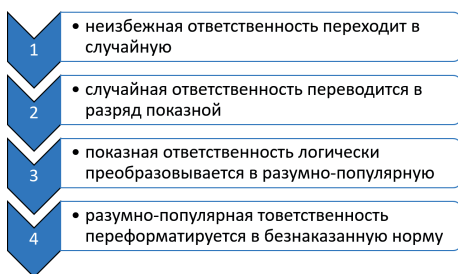 1
• неизбежная ответственность переходит в
случайную
2
• случайная ответственность переводится в
разряд показной
3
• показная ответственность логически
преобразовывается в разумно-популярную
4
• разумно-популярная товетственность
переформатируется в безнаказанную норму